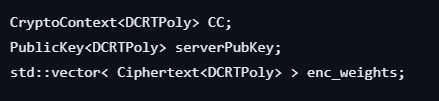 CryptoContext<DCRTPoly> CC;
PublicKey<DCRTPoly> serverPubKey;
std::vector< Ciphertext<DCRTPoly> > enc_weights;